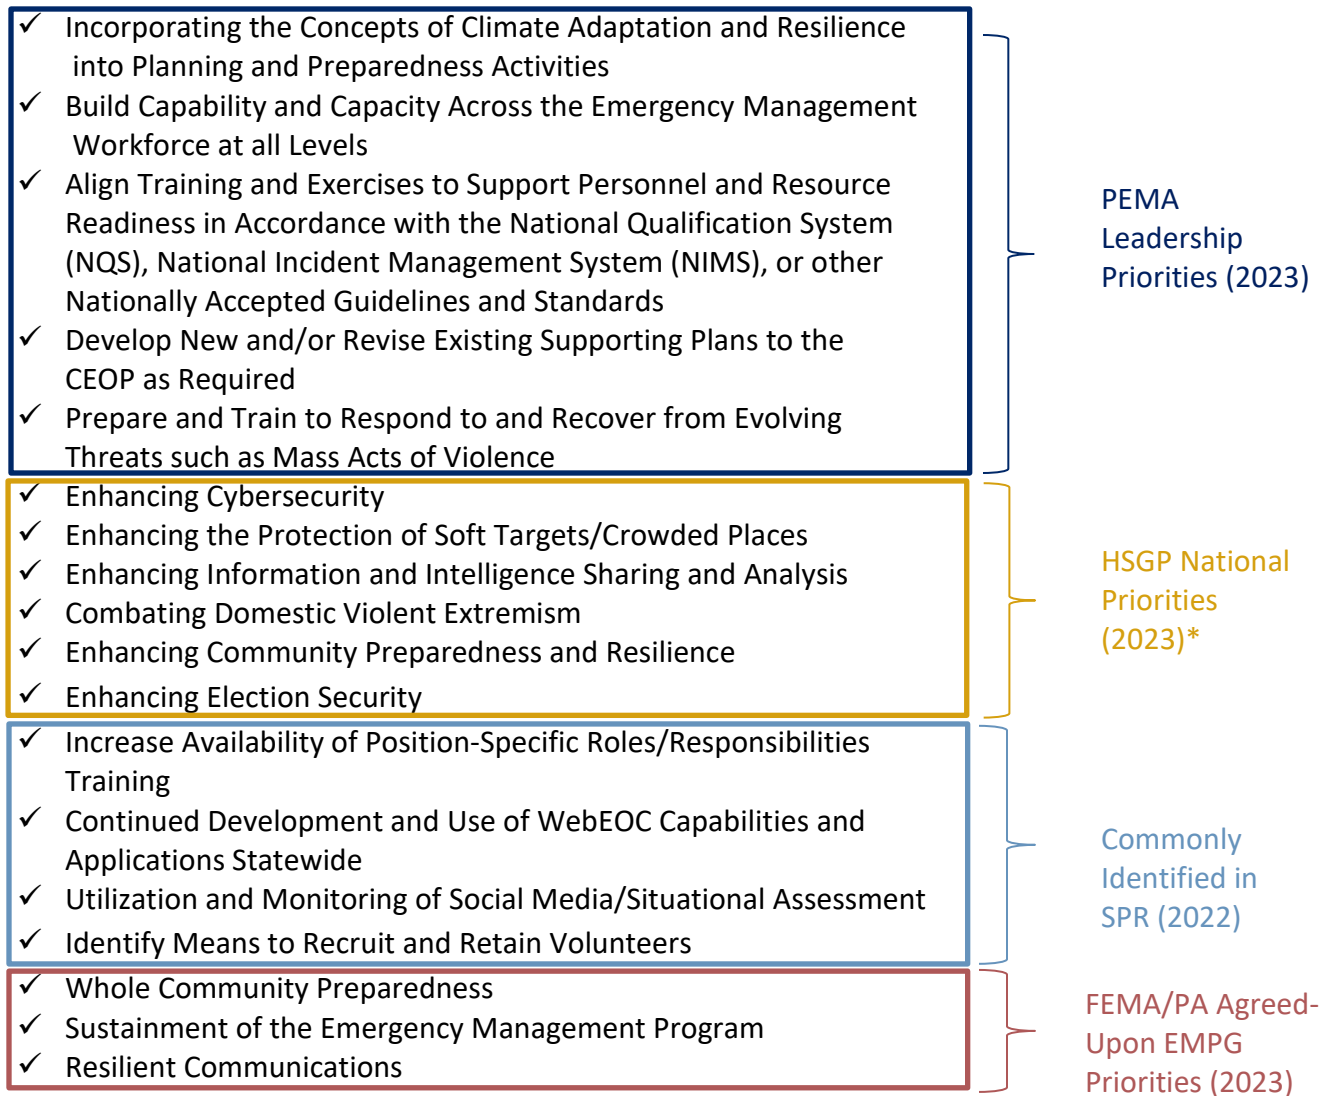 ✓ Incorporating the Concepts of Climate Adaptation and Resilience
into Planning and Preparedness Activities
✓ Build Capability and Capacity Across the Emergency Management
Workforce at all Levels
✓ Align Training and Exercises to Support Personnel and Resource
Readiness in Accordance with the National Qualification System
(NQS), National Incident Management System (NIMS), or other
Nationally Accepted Guidelines and Standards
✓ Develop New and/or Revise Existing Supporting Plans to the
CEOP as Required
✓ Prepare and Train to Respond to and Recover from Evolving
Threats such as Mass Acts of Violence
PEMA
Leadership
Priorities (2023)
✓ Enhancing Cybersecurity
✓ Enhancing the Protection of Soft Targets/Crowded Places
✓ Enhancing Information and Intelligence Sharing and Analysis
✓ Combating Domestic Violent Extremism
✓ Enhancing Community Preparedness and Resilience
✓ Enhancing Election Security
HSGP National
Priorities
(2023)*
✓ Increase Availability of Position-Specific Roles/Responsibilities
Training
✓ Continued Development and Use of WebEOC Capabilities and
Applications Statewide
✓ Utilization and Monitoring of Social Media/Situational Assessment
✓ Identify Means to Recruit and Retain Volunteers
Commonly
Identified in
SPR (2022)
✓ Whole Community Preparedness
✓ Sustainment of the Emergency Management Program
✓ Resilient Communications
FEMA/PA Agreed-
Upon EMPG
Priorities (2023)